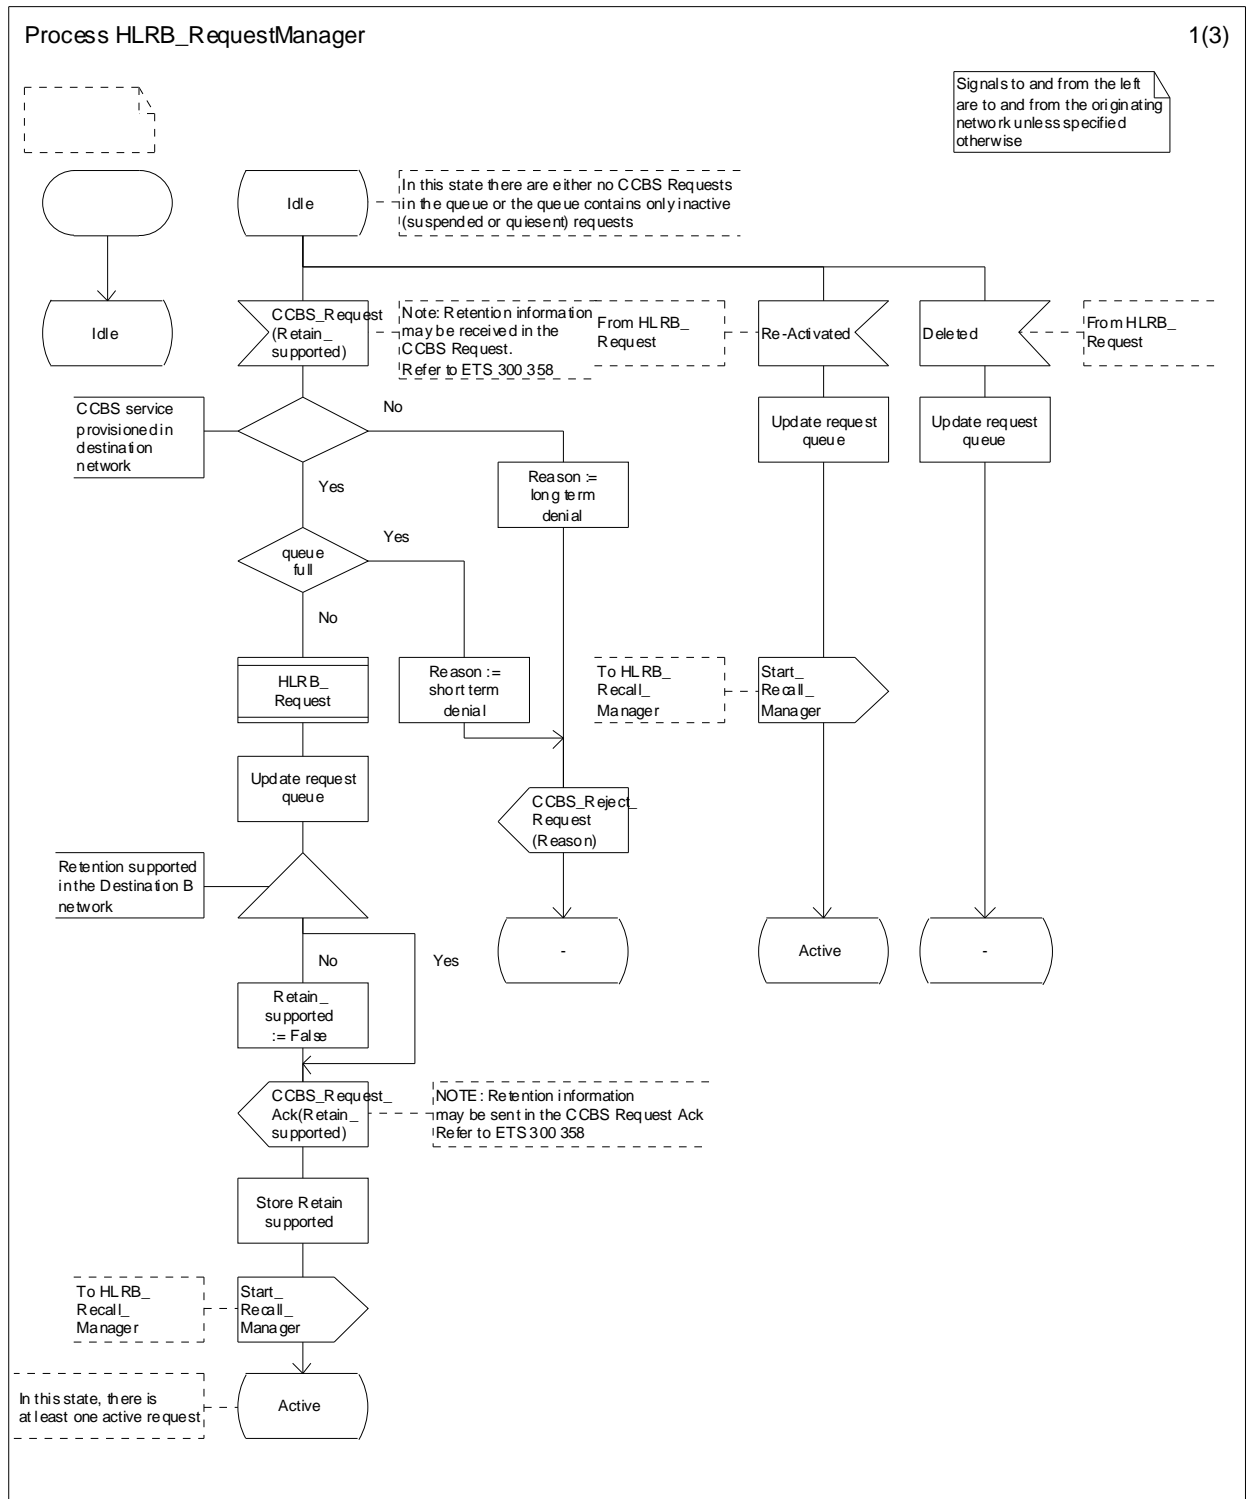 Process HLRB_RequestManager
1(3)
Signals to and from the left
are to and from the originating
network unless specified
otherwise
Idle
In this state there are either no CCBS Requests
in the queue or the queue contains only inactive
(suspended or quiesent) requests
Idle
CCBS_Request
(Retain_
supported)
Note: Retention information
may be received in the
CCBS Request.
Refer to ETS 300 358
From HLRB_
Request
Re-Activated
Deleted
From HLRB_
Request
CCBS service
provisioned in
destination
network
No
Yes
Update request
queue
Update request
queue
Reason :=
long term
denial
queue
full
Yes
No
HLRB_
Request
Reason :=
short term
denial
To HLRB_
Recall_
Manager
Start_
Recall_
Manager
Update request
queue
CCBS_Reject_
Request
(Reason)
Retention supported
in the Destination B
network
No
Yes
-
Active
-
Retain_
supported
:= False
CCBS_Request_
Ack(Retain_
supported)
NOTE: Retention information
may be sent in the CCBS Request Ack
Refer to ETS 300 358
Store Retain
supported
To HLRB_
Recall_
Manager
Start_
Recall_
Manager
In this state, there is
at least one active request
Active